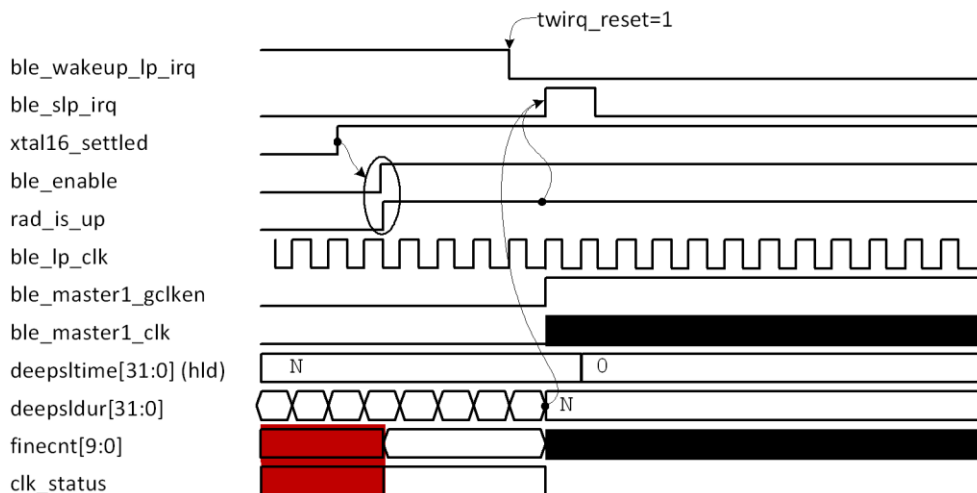 twirq_reset=1
ble_wakeup_lp_irq
ble_slp_irq
xtal16_settled
ble_enable
rad_is_up
ble_lp_clk
ble_master1_gclken
ble_master1_clk
deepsltime[31:0] (hld) N 0
deepsldur[31:0] N
finecnt[9:0]
clk_status